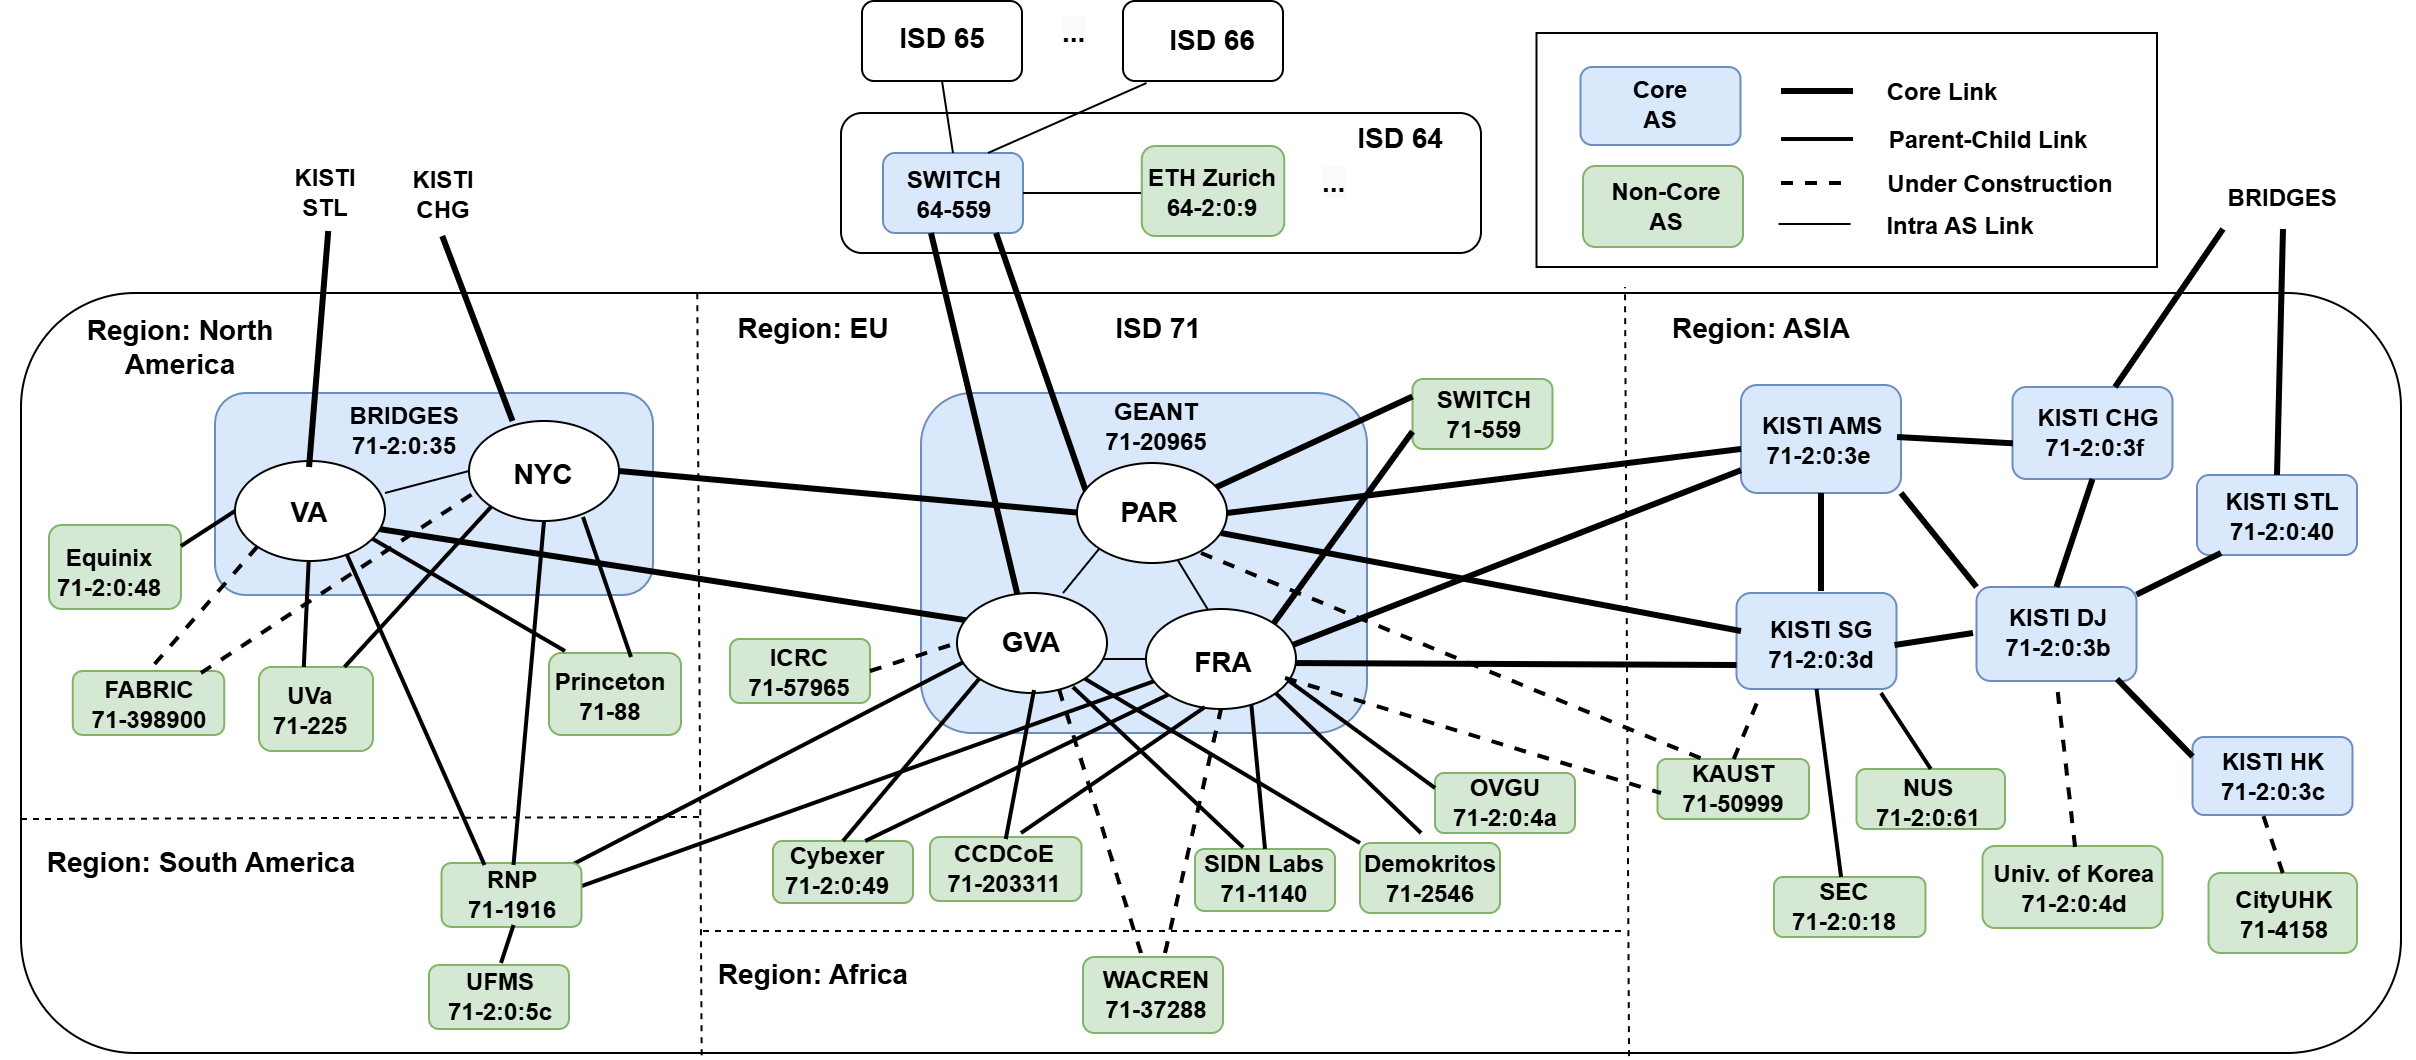 ISD 65
...
ISD 66
ISD 64
SWITCH
64-559
ETH Zurich
64-2:0:9
...
Core
AS
Non-Core
AS
Core Link
Parent-Child Link
Under Construction
Intra AS Link
KISTI
STL
KISTI
CHG
BRIDGES
Region: North
America
Region: EU
ISD 71
Region: ASIA
BRIDGES
71-2:0:35
VA
NYC
Equinix
71-2:0:48
FABRIC
71-398900
UVa
71-225
Princeton
71-88
GEANT
71-20965
PAR
GVA
FRA
SWITCH
71-559
ICRC
71-57965
KISTI AMS
71-2:0:3e
KISTI CHG
71-2:0:3f
KISTI STL
71-2:0:40
KISTI SG
71-2:0:3d
KISTI DJ
71-2:0:3b
KISTI HK
71-2:0:3c
KAUST
71-50999
NUS
71-2:0:61
SEC
71-2:0:18
Univ. of Korea
71-2:0:4d
CityUHK
71-4158
OVGU
71-2:0:4a
Cybexer
71-2:0:49
CCDCoE
71-203311
SIDN Labs
71-1140
Demokritos
71-2546
Region: South America
RNP
71-1916
UFMS
71-2:0:5c
Region: Africa
WACREN
71-37288